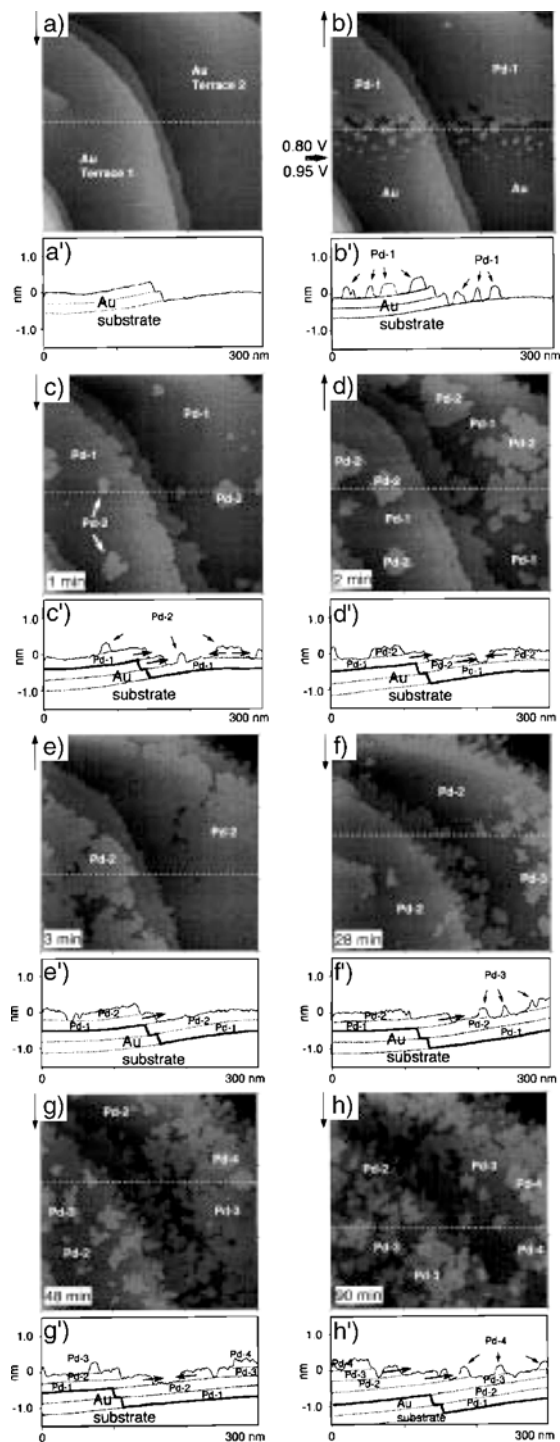 a)
Au
Terrace 2
Au
Terrace 1
b)
Pd-1
Pd-1
0.80 V
0.95 V
Au
Au
a')
1.0
0
-1.0
nm
Au
substrate
0
300 nm
b')
Pd-1
Pd-1
1.0
nm
-1.0
Au
substrate
0
300 nm
c)
Pd-1
Pd-1
Pd-2
Pd-2
1 min
d)
Pd-2
Pd-1
Pd-2
Pd-2
Pd-2
Pd-1
Pd-2
Pd-1
2 min
c')
Pd-2
1.0
0
-1.0
nm
Pd-1
Pd-1
Au
substrate
0
300 nm
d')
1.0
0
-1.0
nm
Pd-1
Pd-2
Pd-2
Pd-2
Pd-1
Au
substrate
0
300 nm
e)
Pd-2
Pd-2
3 min
f)
Pd-2
Pd-3
Pd-2
28 min
e')
1.0
0
-1.0
nm
Pd-1
Pd-2
Pd-1
Au
substrate
0
300 nm
f')
Pd-3
1.0
0
-1.0
nm
Pd-2
Pd-1
Pd-2
Pd-1
Au
substrate
0
300 nm
g)
Pd-2
Pd-4
Pd-3
Pd-3
Pd-2
48 min
h)
Pd-2
Pd-3
Pd-4
Pd-3
Pd-4
Pd-3
90 min
g')
1.0
0
-1.0
nm
Pd-3
Pd-4
Pd-2
Pd-3
Pd-1
Pd-2
Pd-1
Au
substrate
0
300 nm
h')
Pd-4
1.0
0
-1.0
nm
Pd-4
Pd-3
Pd-2
Pd-1
Pd-3
Pd-2
Pd-1
Au
substrate
0
300 nm